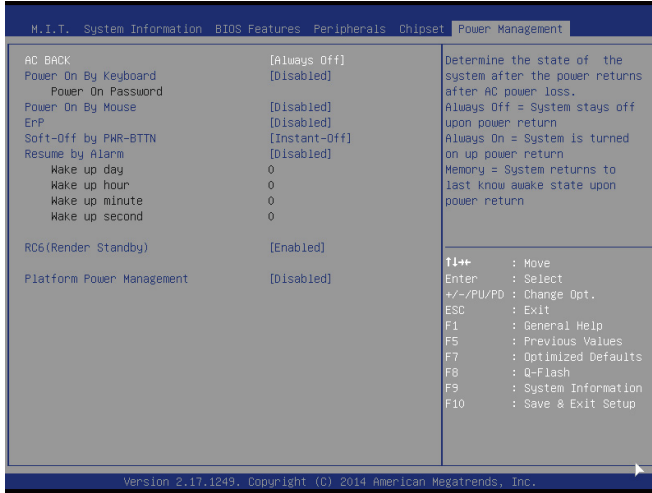 M.I.T. System Information BIOS Features Peripherals Chipset Power Management
AC BACK [Always Off]
Power On By Keyboard [Disabled]
Power On Password
Power On By Mouse [Disabled]
ErP [Disabled]
Soft-Off by PWR-BTTN [Instant-Off]
Resume by Alarm [Disabled]
Wake up day 0
Wake up hour 0
Wake up minute 0
Wake up second 0
RC6(Render Standby) [Enabled]
Platform Power Management [Disabled]
Determine the state of the
system after the power returns
after AC power loss.
Always Off = System stays off
upon power return
Always On = System is turned
on up power return
Memory = System returns to
last know awake state upon
power return
↑↓→← : Move
Enter : Select
+/-/PU/PD : Change Opt.
ESC : Exit
F1 : General Help
F5 : Previous Values
F7 : Optimized Defaults
F8 : Q-Flash
F9 : System Information
F10 : Save & Exit Setup
Version 2.17.1249. Copyright (C) 2014 American Megatrends, Inc.